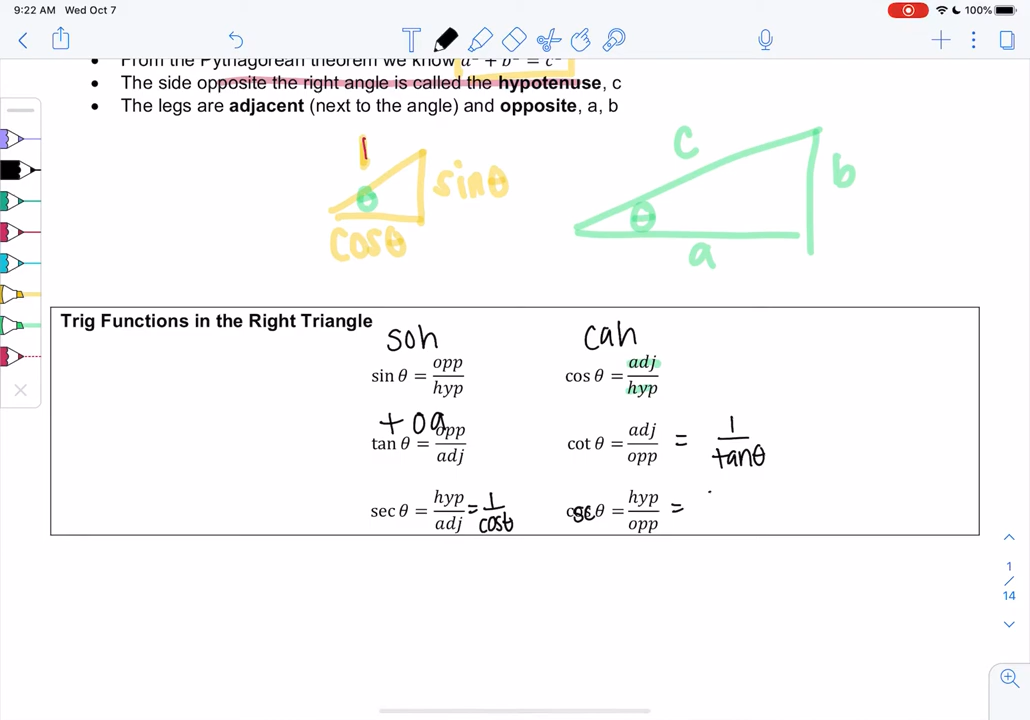 9:22 AM Wed Oct 7
100%
• From the Pythagorean theorem we know a² + b² = c²
• The side opposite the right angle is called the hypotenuse, c
• The legs are adjacent (next to the angle) and opposite, a, b
1
θ
sinθ
cosθ
c
θ
b
a
Trig Functions in the Right Triangle
soh cah
sin θ = opp/hyp cos θ = adj/hyp
toa
tan θ = opp/adj cot θ = adj/opp = 1/tanθ
sec θ = hyp/adj = 1/cosθ csc θ = hyp/opp =
1
/
14